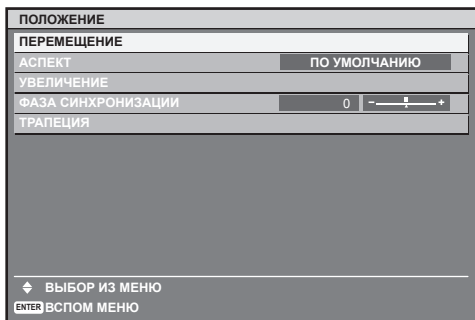 ПОЛОЖЕНИЕ
ПЕРЕМЕЩЕНИЕ
АСПЕКТ ПО УМОЛЧАНИЮ
УВЕЛИЧЕНИЕ
ФАЗА СИНХРОНИЗАЦИИ 0 - +
ТРАПЕЦИЯ
ВЫБОР ИЗ МЕНЮ
ENTER ВСПОМ МЕНЮ